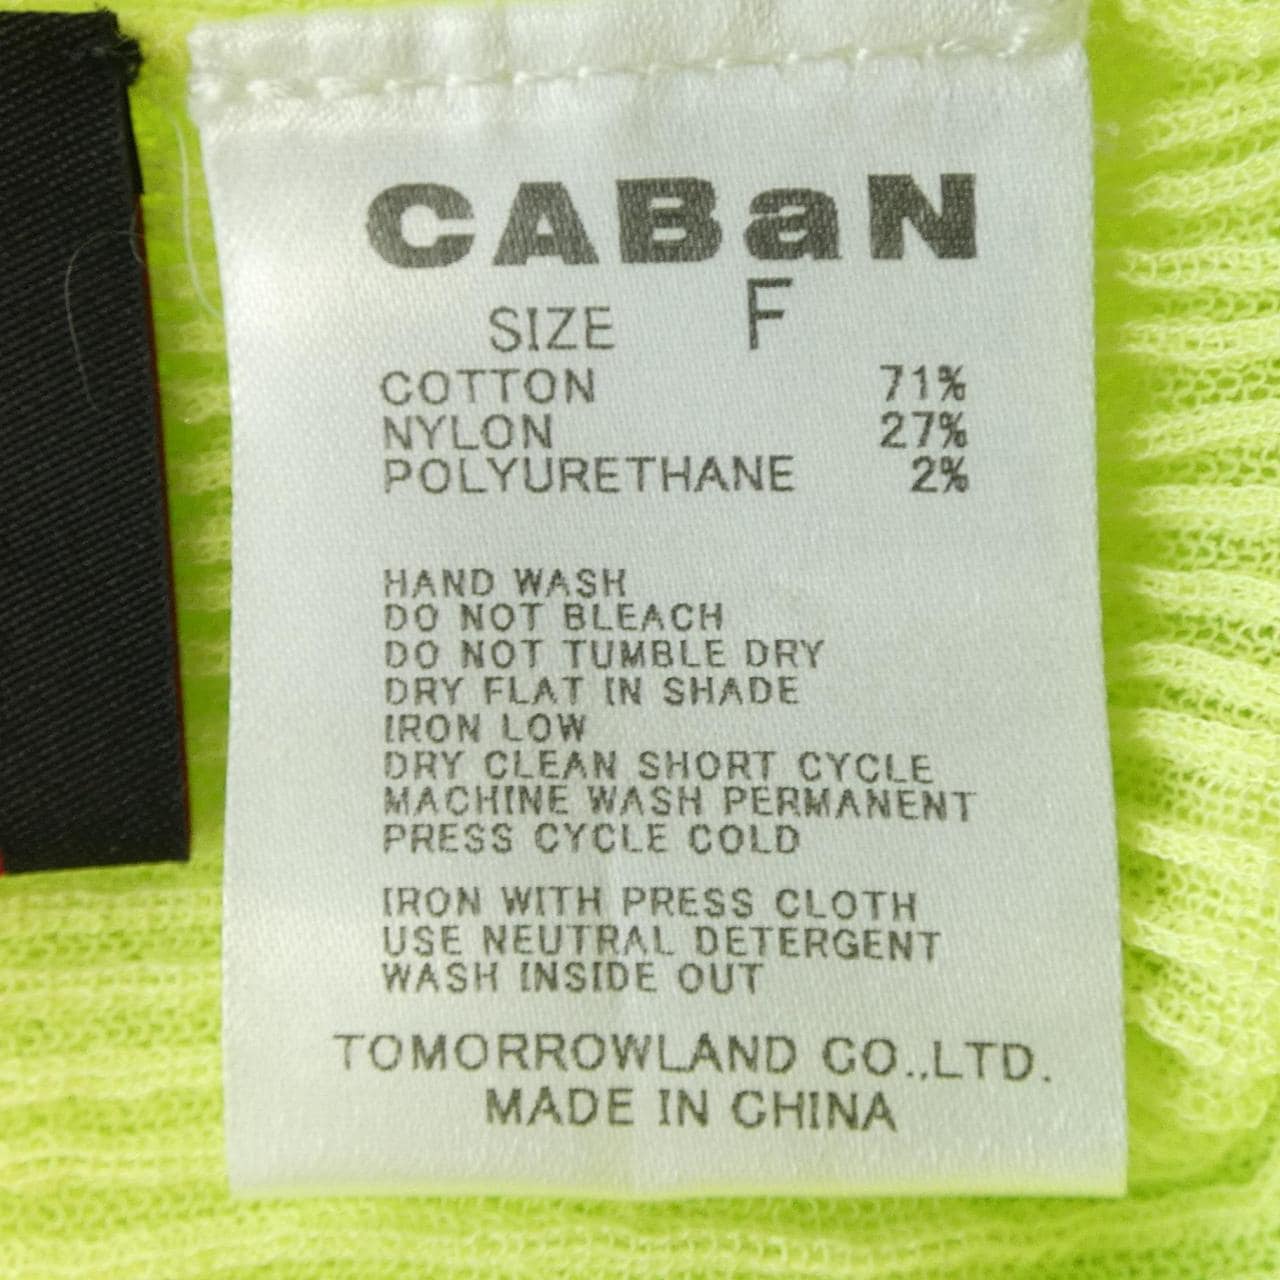 CABaN
SIZE F
COTTON 71%
NYLON 27%
POLYURETHANE 2%
HAND WASH
DO NOT BLEACH
DO NOT TUMBLE DRY
DRY FLAT IN SHADE
IRON LOW
DRY CLEAN SHORT CYCLE
MACHINE WASH PERMANENT
PRESS CYCLE COLD
IRON WITH PRESS CLOTH
USE NEUTRAL DETERGENT
WASH INSIDE OUT
TOMORROWLAND CO.,LTD.
MADE IN CHINA